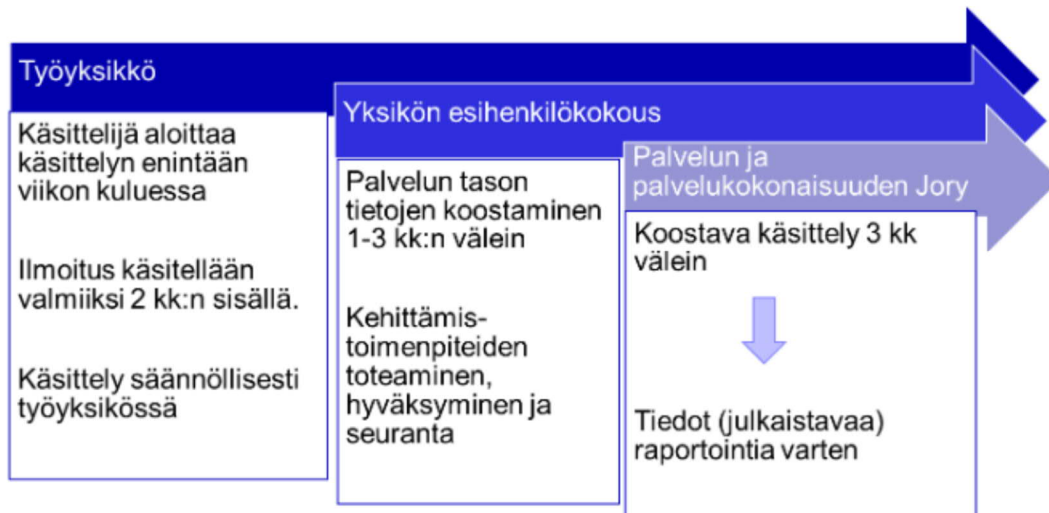 Työyksikkö
Käsittelijä aloittaa
käsittelyn enintään
viikon kuluessa
Ilmoitus käsitellään
valmiiksi 2 kk:n sisällä.
Käsittely säännöllisesti
työyksikössä
Yksikön esihenkilökokous
Palvelun tason
tietojen koostaminen
1-3 kk:n välein
Kehittämis-
toimenpiteiden
toteaminen,
hyväksyminen ja
seuranta
Palvelun ja
palvelukokonaisuuden Jory
Koostava käsittely 3 kk
välein
Tiedot (julkaistavaa)
raportointia varten